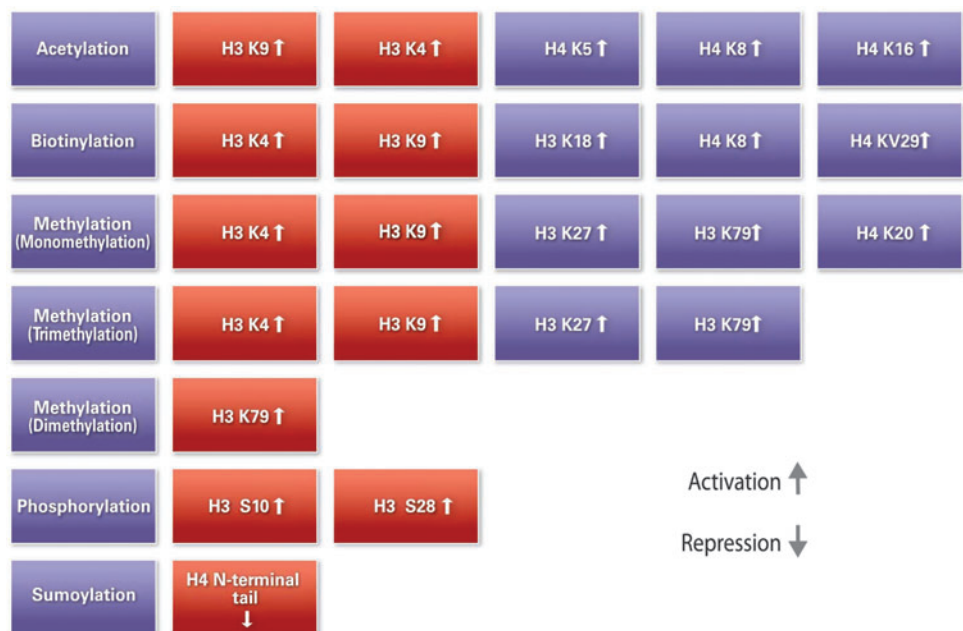 Acetylation H3 K9 ↑ H3 K4 ↑ H4 K5 ↑ H4 K8 ↑ H4 K16 ↑
Biotinylation H3 K4 ↑ H3 K9 ↑ H3 K18 ↑ H4 K8 ↑ H4 KV29↑
Methylation
(Monomethylation) H3 K4 ↑ H3 K9 ↑ H3 K27 ↑ H3 K79↑ H4 K20 ↑
Methylation
(Trimethylation) H3 K4 ↑ H3 K9 ↑ H3 K27 ↑ H3 K79↑
Methylation
(Dimethylation) H3 K79 ↑
Phosphorylation H3 S10 ↑ H3 S28 ↑
Activation ↑
Repression ↓
Sumoylation H4 N-terminal
tail
↓